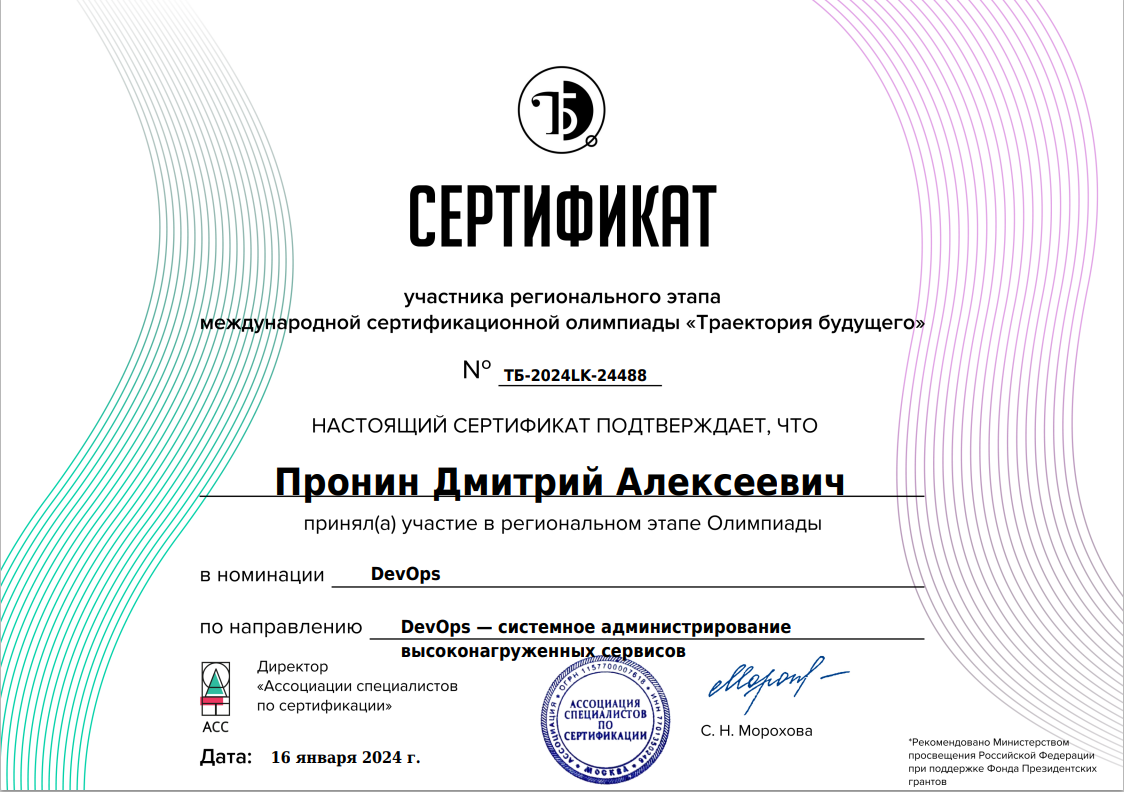 ТБ
СЕРТИФИКАТ
участника регионального этапа
международной сертификационной олимпиады «Траектория будущего»
№ ТБ-2024LK-24488
НАСТОЯЩИЙ СЕРТИФИКАТ ПОДТВЕРЖДАЕТ, ЧТО
Пронин Дмитрий Алексеевич
принял(а) участие в региональном этапе Олимпиады
в номинации DevOps
по направлению DevOps — системное администрирование
высоконагруженных сервисов
АСС
Директор
«Ассоциации специалистов
по сертификации»
Дата: 16 января 2024 г.
АССОЦИАЦИЯ
СПЕЦИАЛИСТОВ
ПО
СЕРТИФИКАЦИИ
АССОЦИАЦИЯ * ОГРН 1157700007618 * ИНН
МОСКВА
С. Н. Морохова
*Рекомендовано Министерством
просвещения Российской Федерации
при поддержке Фонда Президентских
грантов